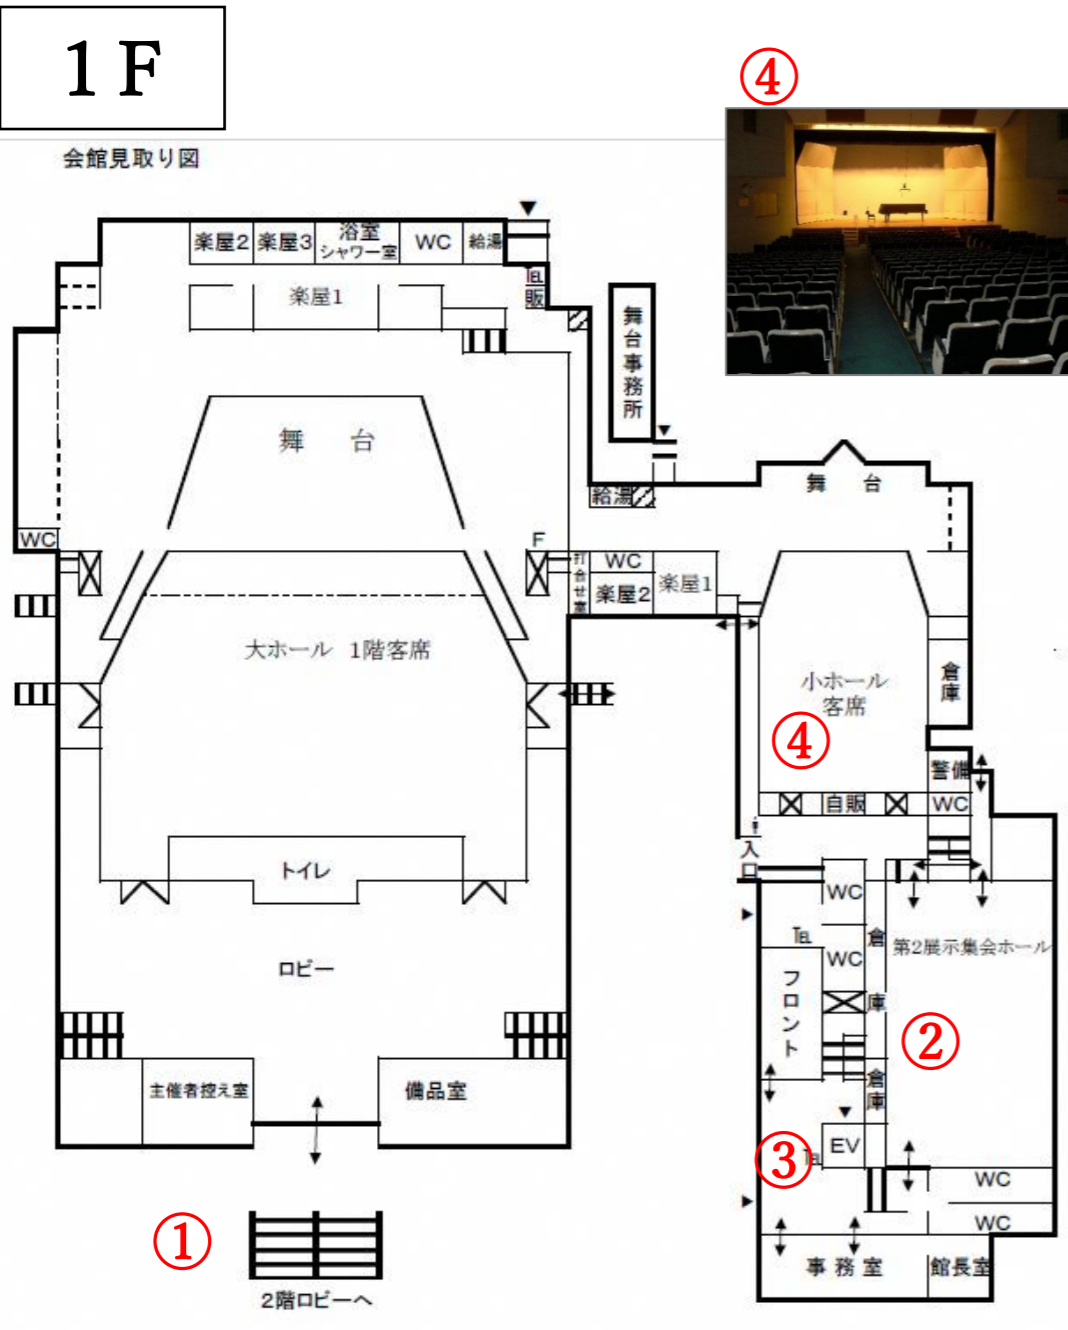 1F
④
会館見取り図
楽屋2
楽屋3
浴室
シャワー室
WC
給湯
TEL
販
楽屋1
舞台事務所
舞 台
舞 台
給湯
WC
F
打合せ室
WC
楽屋2
楽屋1
大ホール 1階客席
小ホール
客席
倉庫
④
警備
自販
WC
トイレ
入口
WC
TEL
倉
第2展示集会ホール
ロビー
WC
フロント
庫
②
主催者控え室
備品室
倉庫
EV
③
TEL
WC
①
WC
事務室
館長室
2階ロビーへ